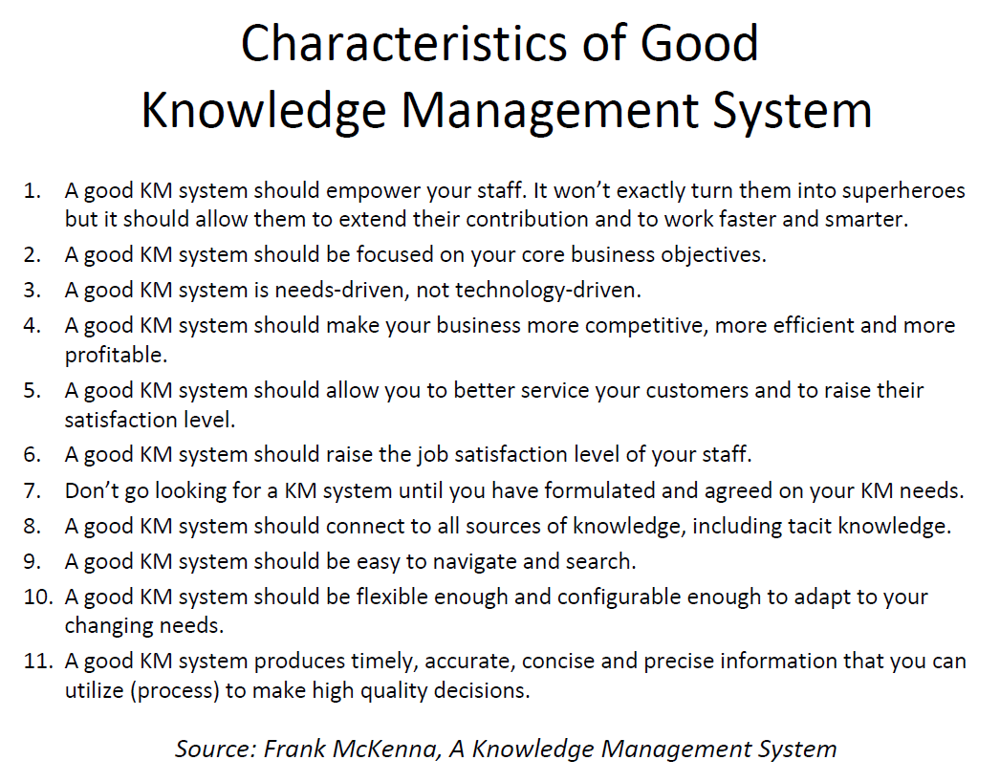 Characteristics of Good
Knowledge Management System
1. A good KM system should empower your staff. It won’t exactly turn them into superheroes
but it should allow them to extend their contribution and to work faster and smarter.
2. A good KM system should be focused on your core business objectives.
3. A good KM system is needs-driven, not technology-driven.
4. A good KM system should make your business more competitive, more efficient and more
profitable.
5. A good KM system should allow you to better service your customers and to raise their
satisfaction level.
6. A good KM system should raise the job satisfaction level of your staff.
7. Don’t go looking for a KM system until you have formulated and agreed on your KM needs.
8. A good KM system should connect to all sources of knowledge, including tacit knowledge.
9. A good KM system should be easy to navigate and search.
10. A good KM system should be flexible enough and configurable enough to adapt to your
changing needs.
11. A good KM system produces timely, accurate, concise and precise information that you can
utilize (process) to make high quality decisions.
Source: Frank McKenna, A Knowledge Management System